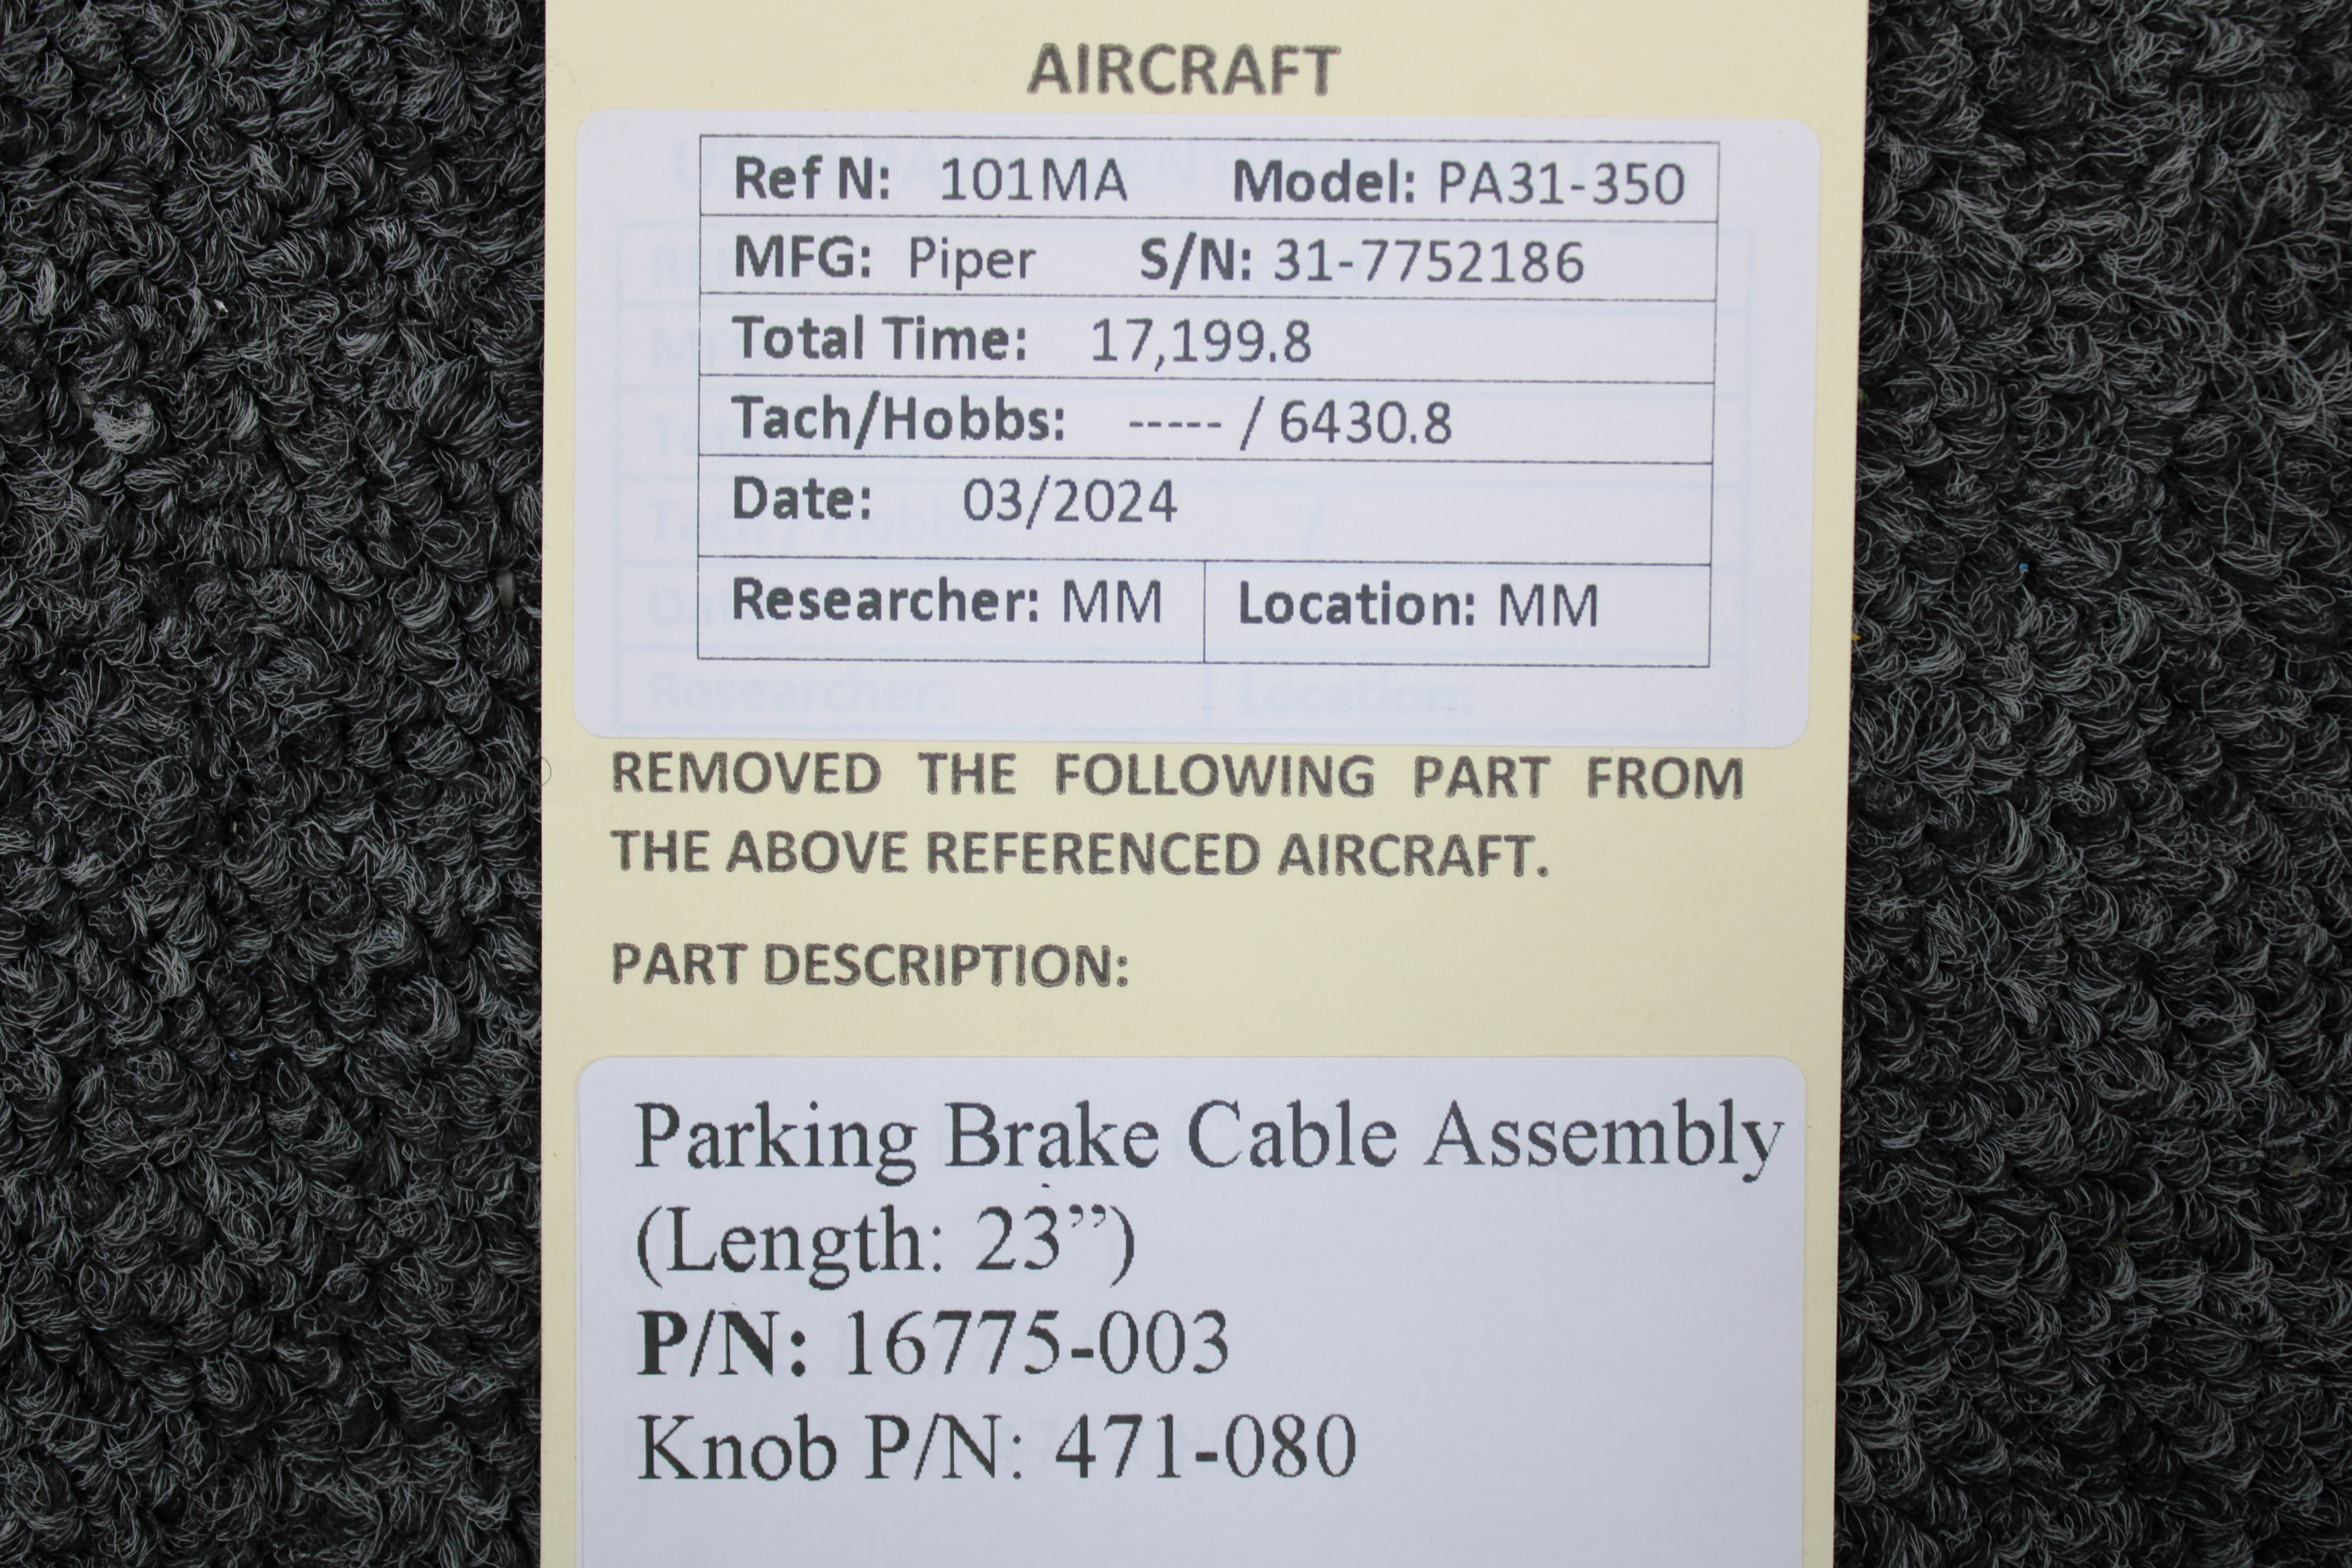 AIRCRAFT
Ref N: 101MA Model: PA31-350
MFG: Piper S/N: 31-7752186
Total Time: 17,199.8
Tach/Hobbs: ----- / 6430.8
Date: 03/2024
Researcher: MM Location: MM
Researcher: Location:
REMOVED THE FOLLOWING PART FROM
THE ABOVE REFERENCED AIRCRAFT.
PART DESCRIPTION:
Parking Brake Cable Assembly
(Length: 23”)
P/N: 16775-003
Knob P/N: 471-080